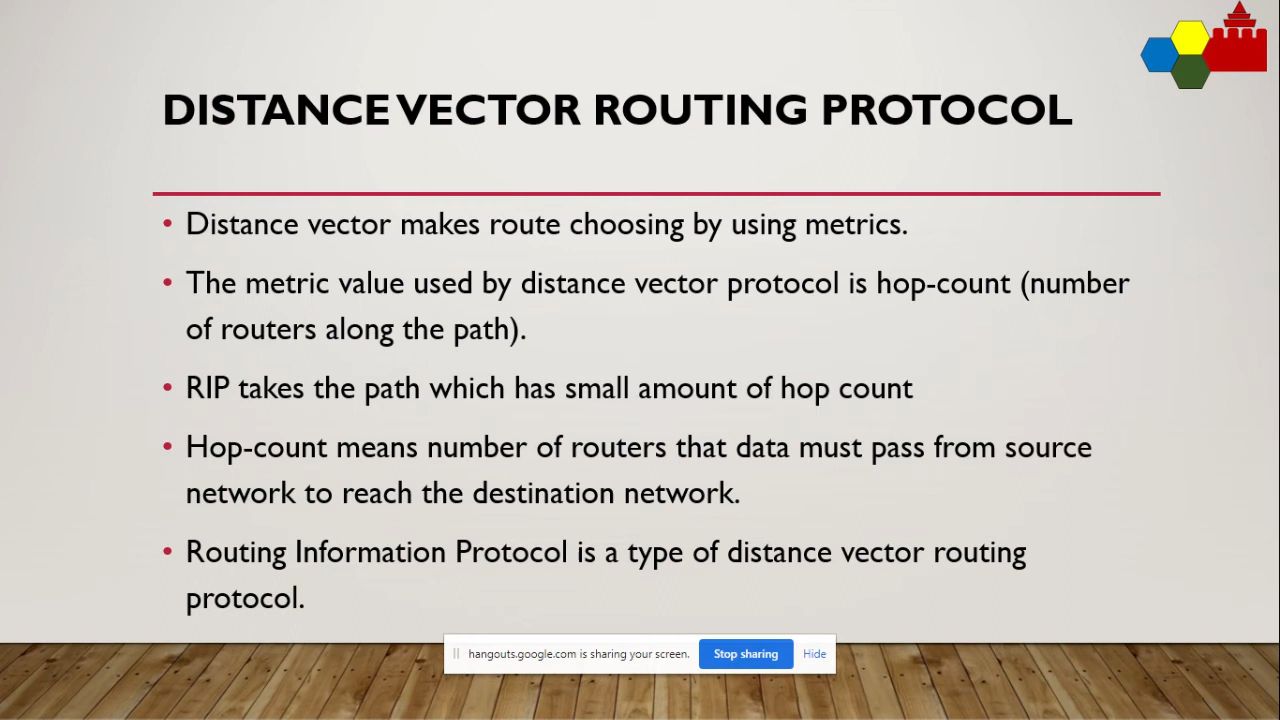 DISTANCE VECTOR ROUTING PROTOCOL
• Distance vector makes route choosing by using metrics.
• The metric value used by distance vector protocol is hop-count (number
of routers along the path).
• RIP takes the path which has small amount of hop count
• Hop-count means number of routers that data must pass from source
network to reach the destination network.
• Routing Information Protocol is a type of distance vector routing
protocol.
hangouts.google.com is sharing your screen. Stop sharing Hide